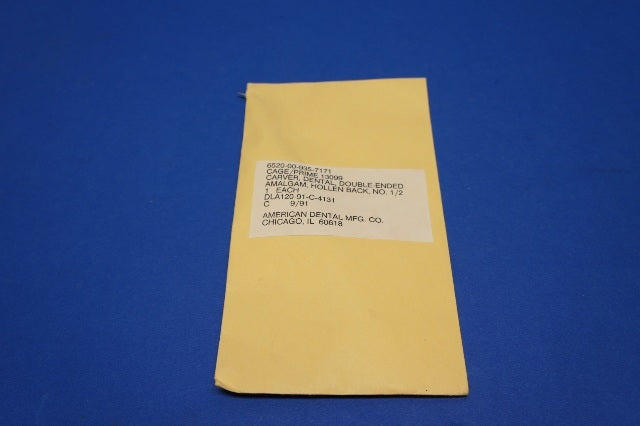 6520-00-935-7171
CAGE/PRIME 13099
CARVER, DENTAL, DOUBLE-ENDED
AMALGAM, HOLLEN BACK, NO. 1/2
1 EACH
DLA120 91-C-4131
C 9/91
AMERICAN DENTAL MFG. CO.
CHICAGO, IL 60618